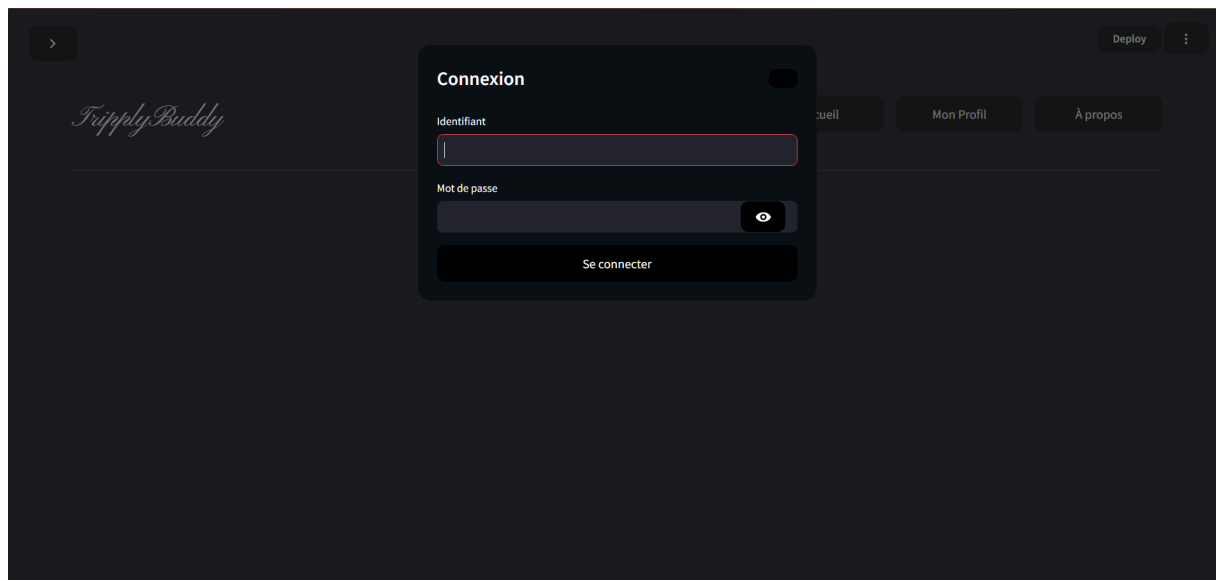 Deploy
Connexion
TripplyBuddy
Identifiant
cueil
Mon Profil
À propos
Mot de passe
Se connecter